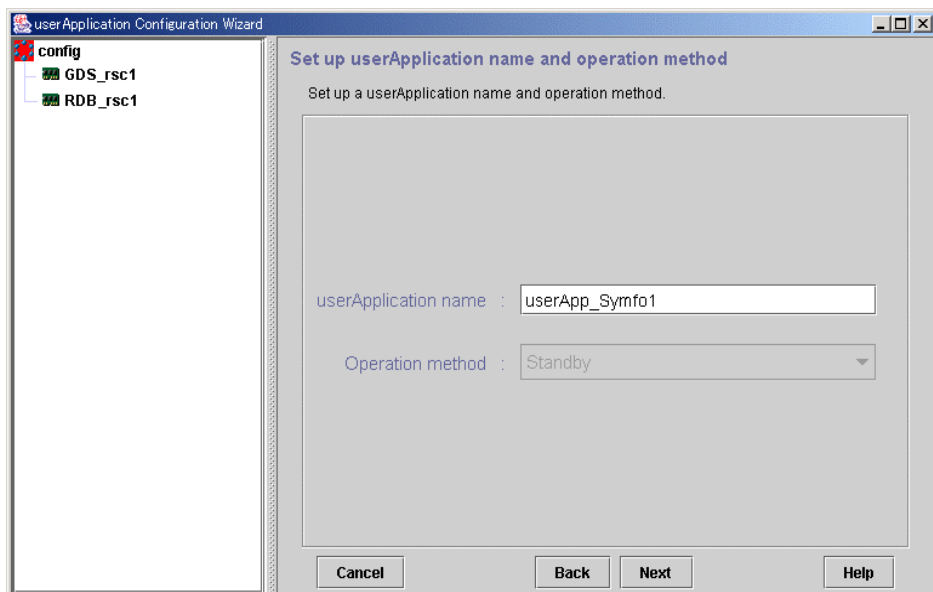 userApplication Configuration Wizard
config
GDS_rsc1
RDB_rsc1
Set up userApplication name and operation method
Set up a userApplication name and operation method.
userApplication name : userApp_Symfo1
Operation method : Standby
Cancel Back Next Help